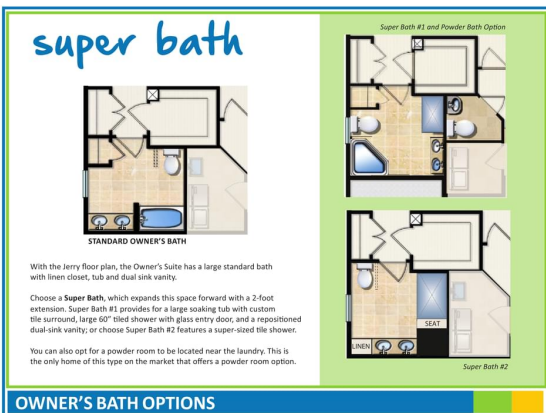 super bath
STANDARD OWNER'S BATH
With the Jerry floor plan, the Owner's Suite has a large standard bath
with linen closet, tub and dual sink vanity.
Choose a Super Bath, which expands this space forward with a 2-foot
extension. Super Bath #1 provides for a large soaking tub with custom
tile surround, large 60" tiled shower with glass entry door, and a repositioned
dual-sink vanity; or choose Super Bath #2 features a super-sized tile shower.
You can also opt for a powder room to be located near the laundry. This is
the only home of this type on the market that offers a powder room option.
Super Bath #1 and Powder Bath Option
SEAT
LINEN
Super Bath #2
OWNER'S BATH OPTIONS